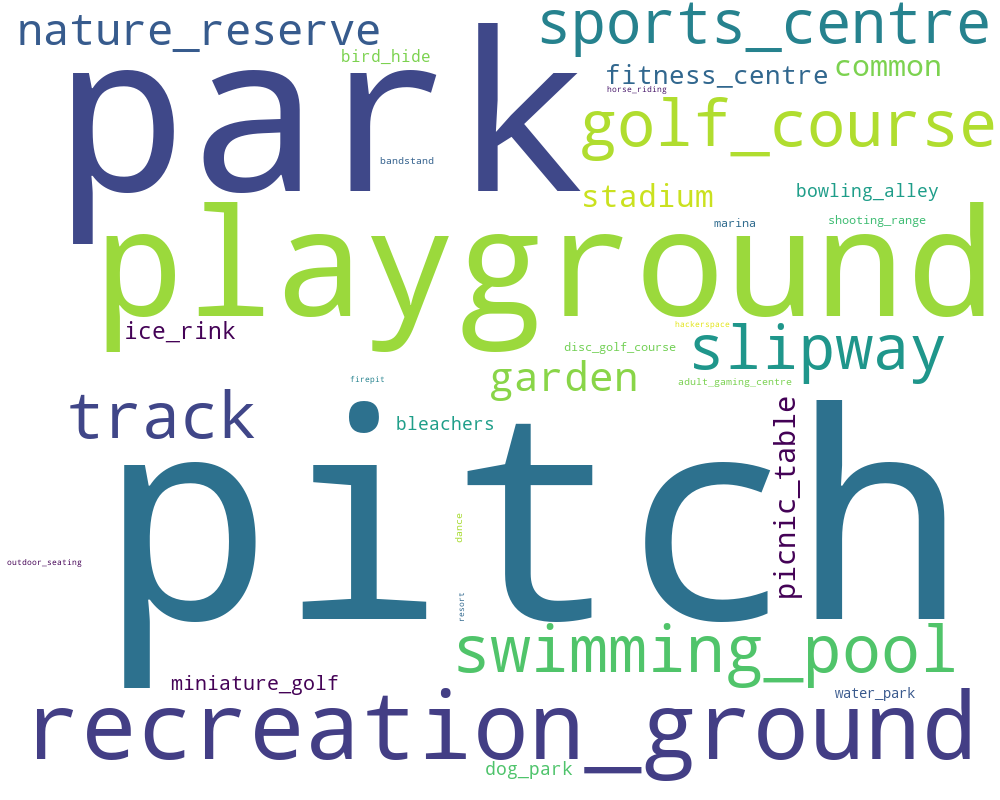 nature_reserve
sports_centre
bird_hide
park
fitness_centre
common
horse_riding
golf_course
bandstand
stadium
bowling_alley
marina
shooting_range
playground
ice_rink
hackerspace
disc_golf_course
slipway
garden
adult_gaming_centre
firepit
track
bleachers
picnic_table
pitch
dance
outdoor_seating
resort
swimming_pool
miniature_golf
water_park
recreation_ground
dog_park